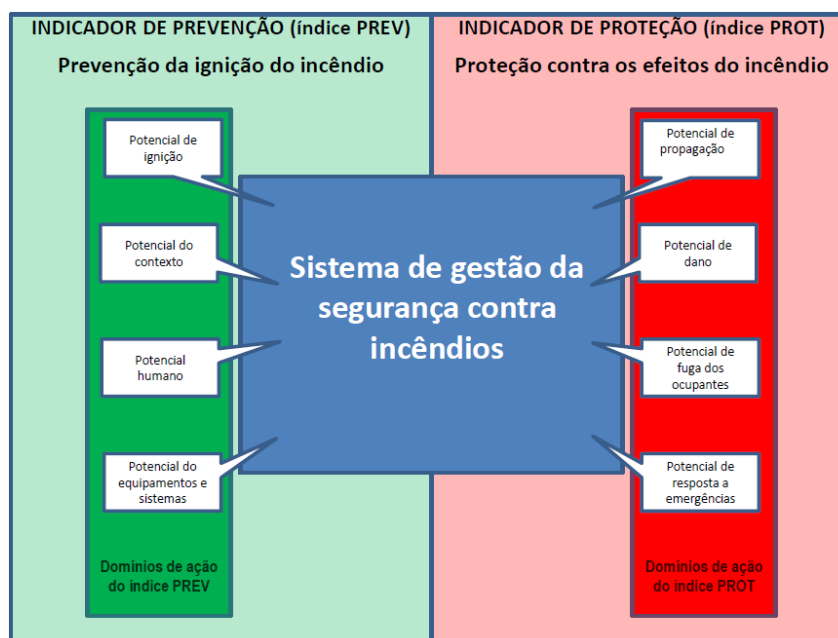 INDICADOR DE PREVENÇÃO (índice PREV)
Prevenção da ignição do incêndio
INDICADOR DE PROTEÇÃO (índice PROT)
Proteção contra os efeitos do incêndio
Potencial de
ignição
Potencial do
contexto
Potencial
humano
Potencial do
equipamentos e
sistemas
Domínios de ação
do índice PREV
Sistema de gestão da
segurança contra
incêndios
Potencial de
propagação
Potencial de
dano
Potencial de
fuga dos
ocupantes
Potencial de
resposta a
emergências
Domínios de ação
do índice PROT